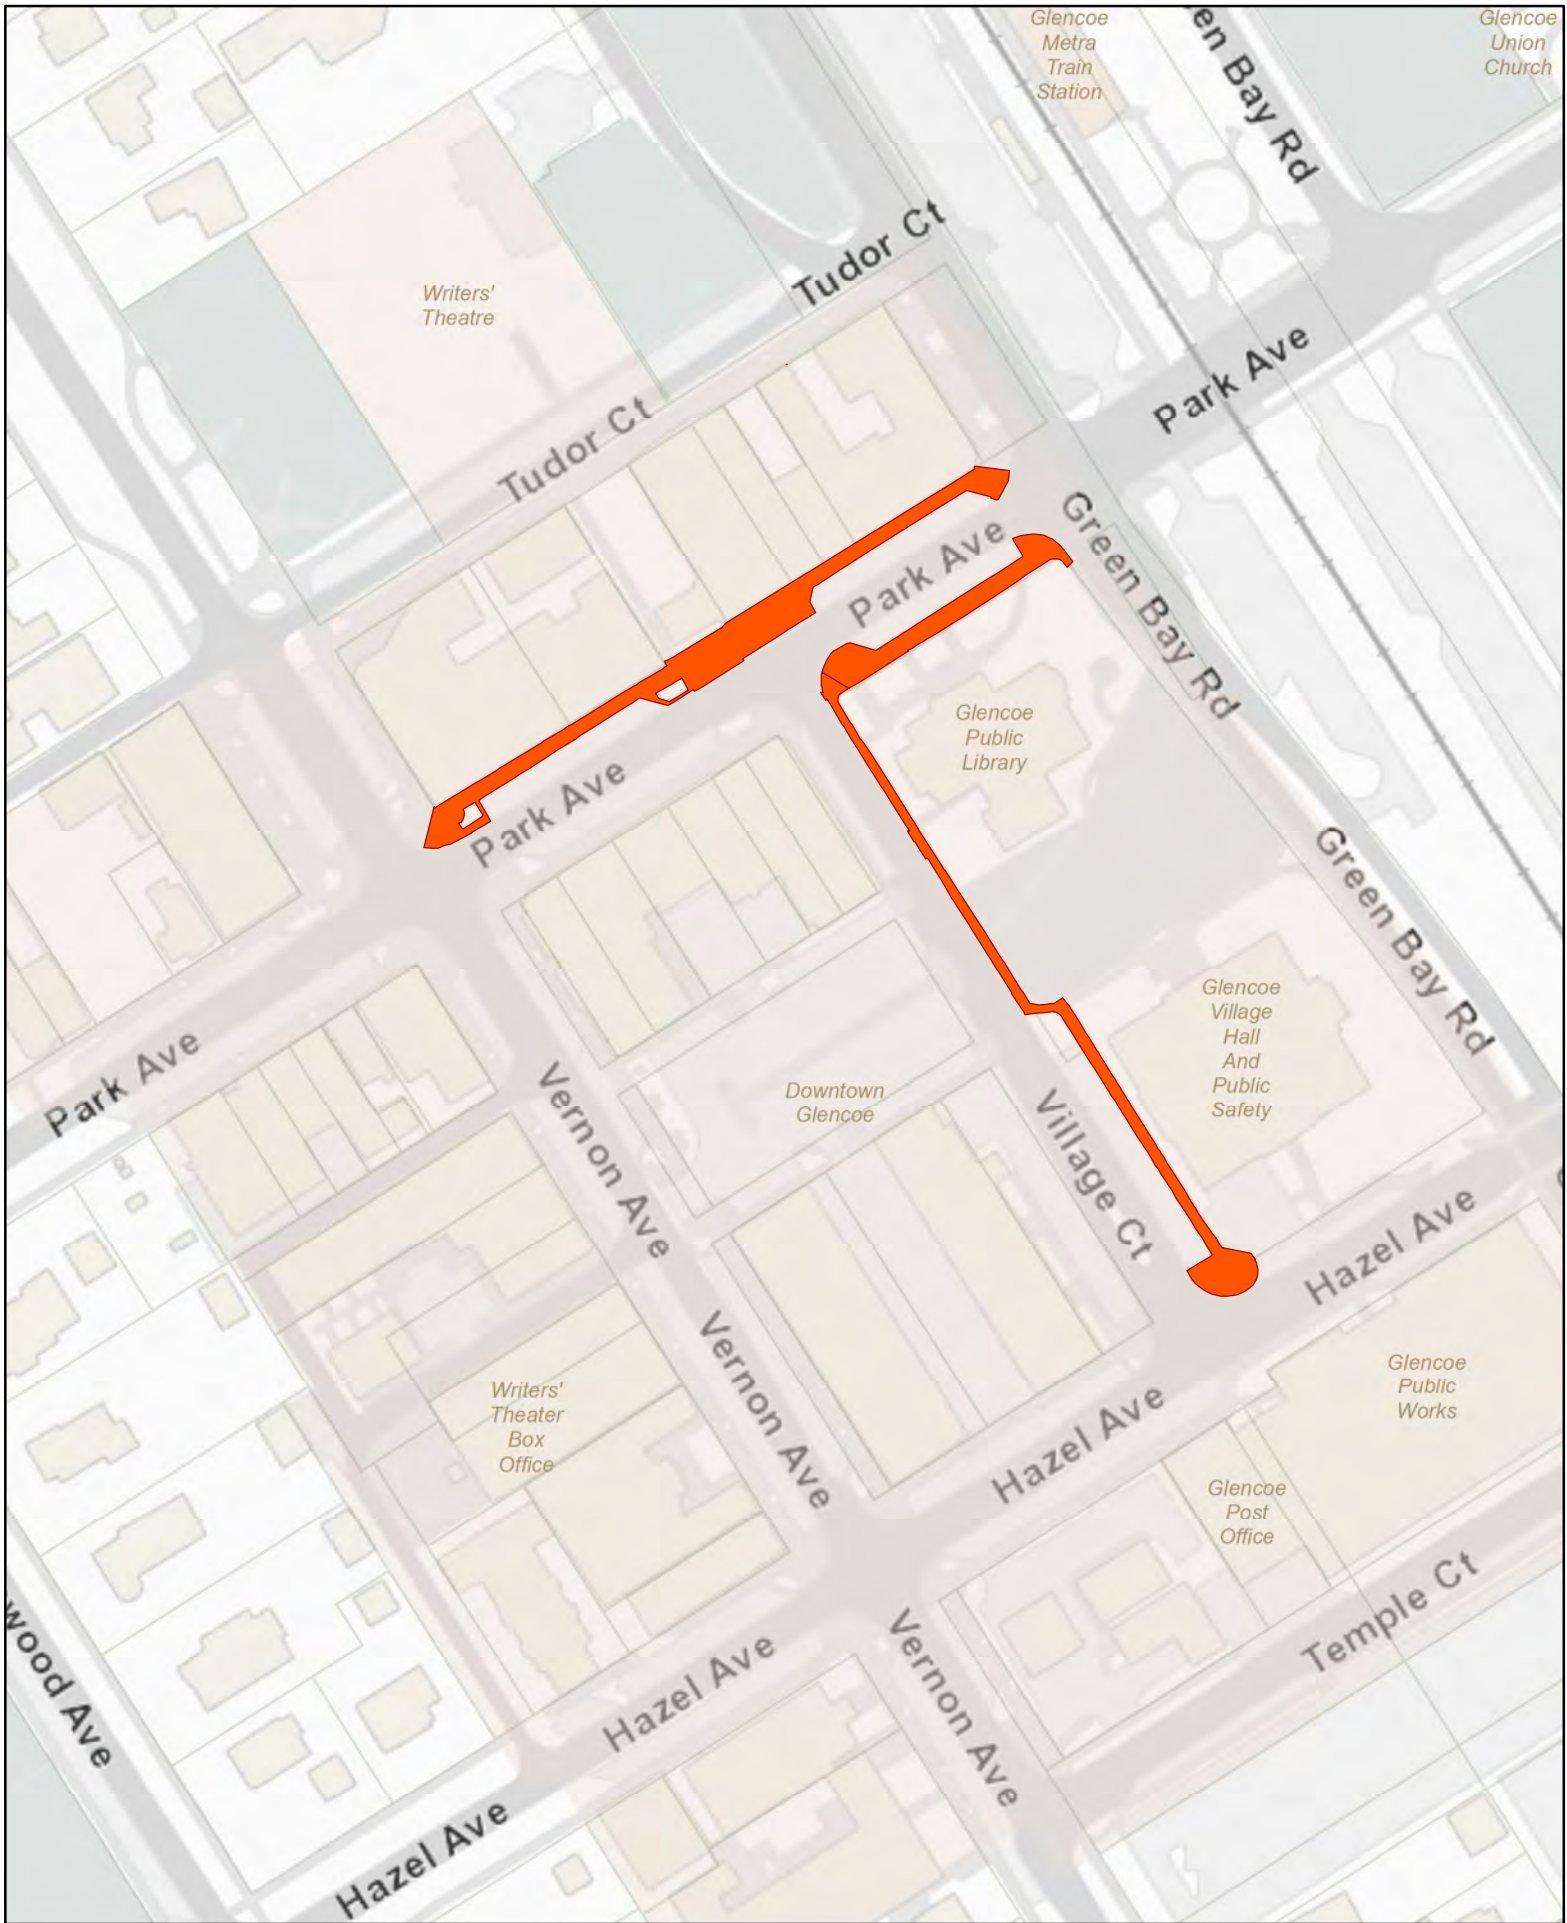 Glencoe
Metra
Train
Station
en Bay Rd
Glencoe
Union
Church
Tudor Ct
Writers'
Theatre
Park Ave
Tudor Ct
Green Bay Rd
Park Ave
Glencoe
Public
Library
Park Ave
Green Bay Rd
Glencoe
Village
Hall
And
Public
Safety
Park Ave
Vernon Ave
Downtown
Glencoe
Village Ct
Hazel Ave
Vernon Ave
Writers'
Theater
Box
Office
Glencoe
Public
Works
Hazel Ave
Glencoe
Post
Office
Temple Ct
wood Ave
Hazel Ave
Vernon Ave
Hazel Ave